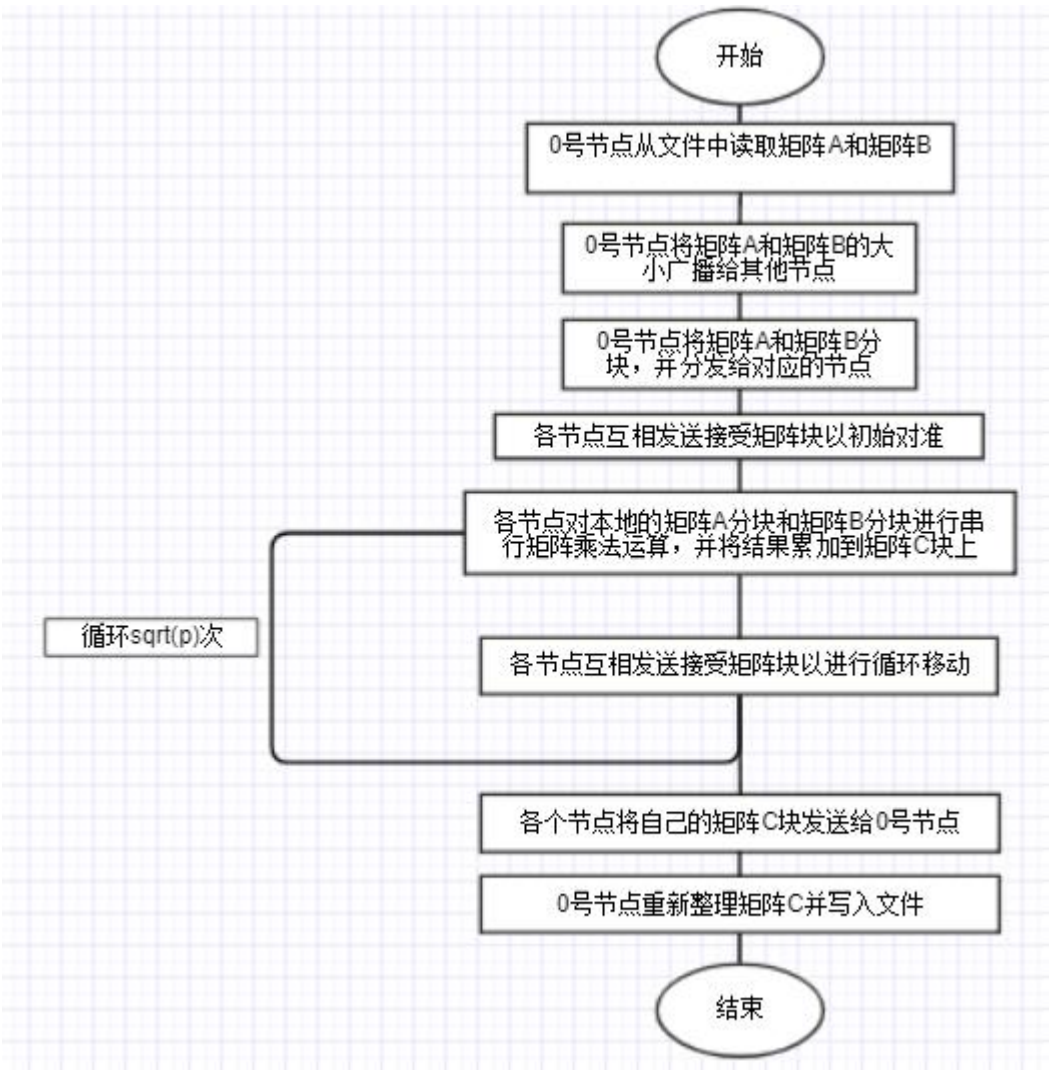 开始
0号节点从文件中读取矩阵A和矩阵B
0号节点将矩阵A和矩阵B的大
小广播给其他节点
0号节点将矩阵A和矩阵B分
块，并分发给对应的节点
各节点互相发送接受矩阵块以初始对准
各节点对本地的矩阵A分块和矩阵B分块进行串
行矩阵乘法运算，并将结果累加到矩阵C块上
循环sqrt(p)次
各节点互相发送接受矩阵块以进行循环移动
各个节点将自己的矩阵C块发送给0号节点
0号节点重新整理矩阵C并写入文件
结束